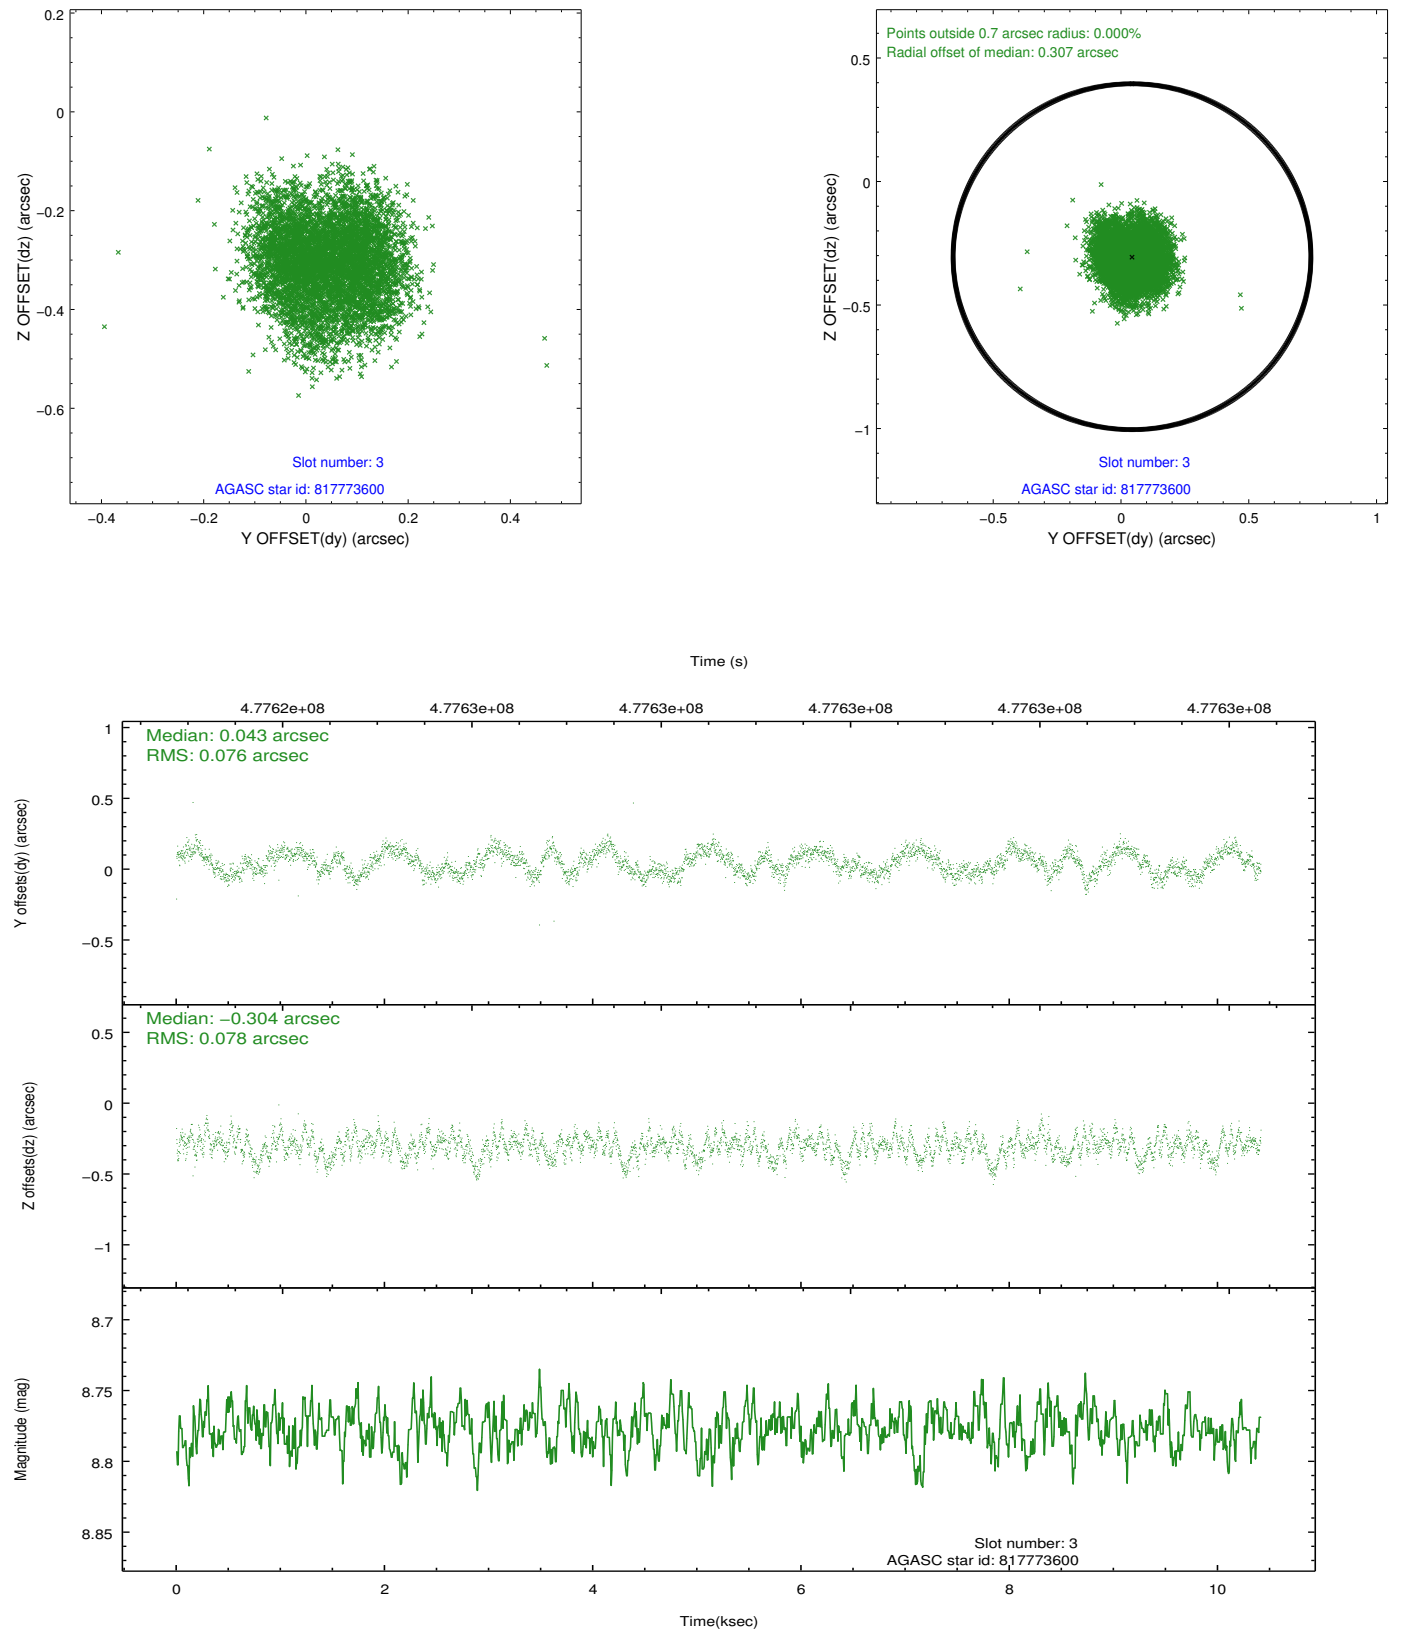 0.2
0
−0.2
−0.4
−0.6
Z OFFSET(dz) (arcsec)
Slot number: 3
AGASC star id: 817773600
−0.4 −0.2 0 0.2 0.4
Y OFFSET(dy) (arcsec)
Points outside 0.7 arcsec radius: 0.000%
Radial offset of median: 0.307 arcsec
0.5
0
−0.5
−1
Z OFFSET(dz) (arcsec)
Slot number: 3
AGASC star id: 817773600
−0.5 0 0.5 1
Y OFFSET(dy) (arcsec)
Time (s)
4.7762e+08 4.7763e+08 4.7763e+08 4.7763e+08 4.7763e+08 4.7763e+08
Median: 0.043 arcsec
RMS: 0.076 arcsec
1
0.5
0
−0.5
Y offsets(dy) (arcsec)
Median: −0.304 arcsec
RMS: 0.078 arcsec
0.5
0
−0.5
−1
Z offsets(dz) (arcsec)
8.7
8.75
8.8
8.85
Magnitude (mag)
Slot number: 3
AGASC star id: 817773600
0 2 4 6 8 10
Time(ksec)